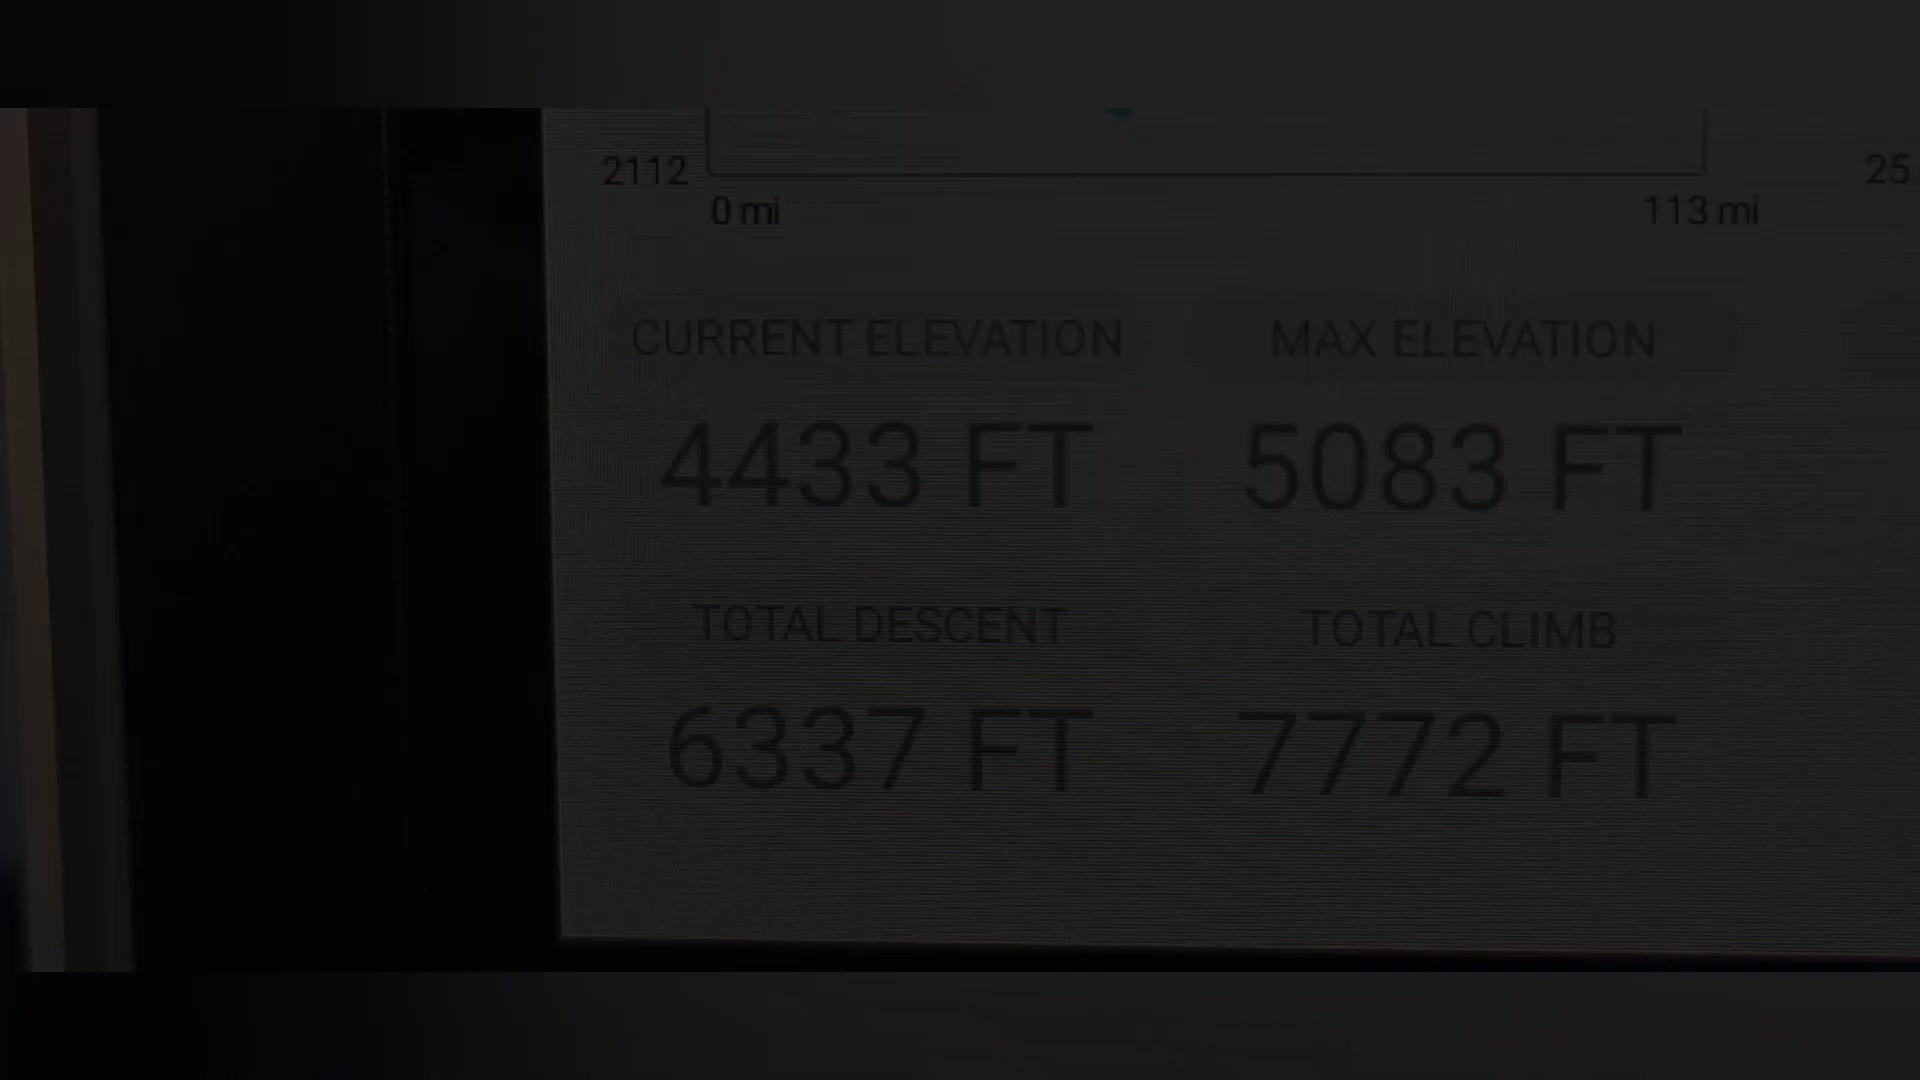 2112
25.
0 mi
113 mi
CURRENT ELEVATION
MAX ELEVATION
4433 FT
5083 FT
TOTAL DESCENT
TOTAL CLIMB
6337 FT
7772 FT